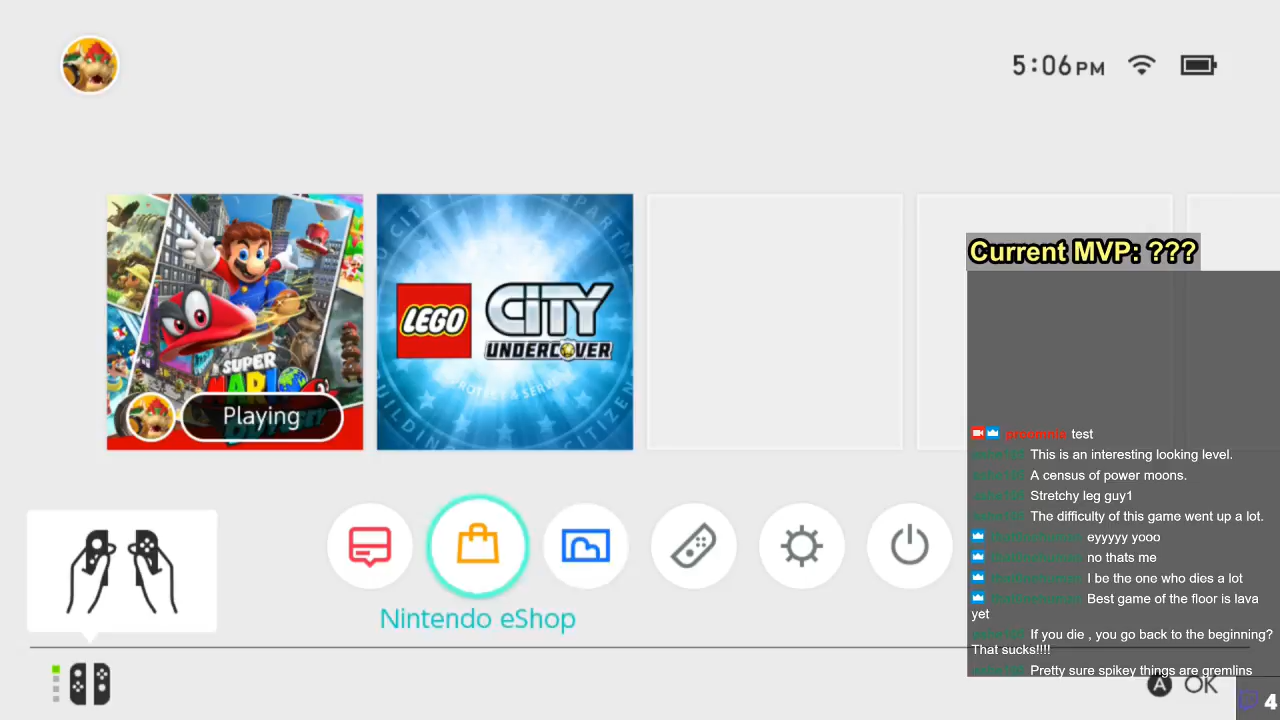 5:06 PM
Current MVP: ???
LEGO
CITY
UNDERCOVER
SUPER
MARIO
Playing
test
This is an interesting looking level.
A census of power moons.
Stretchy leg guy1
The difficulty of this game went up a lot.
eyyyyy yooo
no thats me
I be the one who dies a lot
Best game of the floor is lava
yet
If you die , you go back to the beginning?
That sucks!!!!
Pretty sure spikey things are gremlins
Nintendo eShop
A OK
4